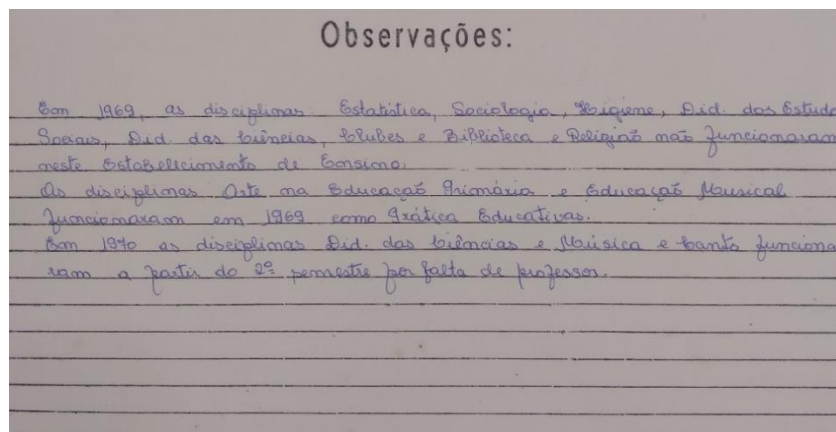 Observações:
Em 1969, as disciplinas Estatística, Sociologia, Higiene, Did. dos Estudo
Sociais, Did. das Ciências, Clubes e Biblioteca e Religião não funcionaram
neste Estabelecimento de Ensino.
As disciplinas Arte na Educação Primária e Educação Musical
funcionaram em 1969 como Prática Educativas.
Em 1970 as disciplinas Did. das Ciências e Música e Canto funciona
ram a partir do 2º semestre por falta de professor.